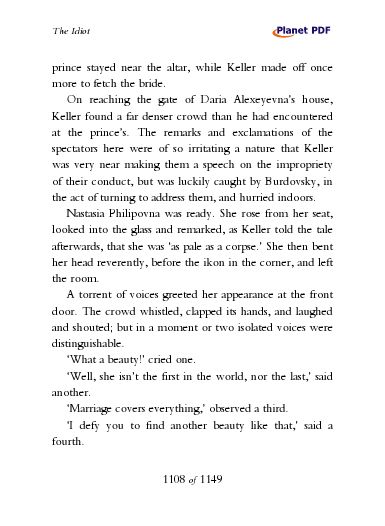 The Idiot
Planet PDF
prince stayed near the altar, while Keller made off once
more to fetch the bride.
On reaching the gate of Daria Alexeyevna's house,
Keller found a far denser crowd than he had encountered
at the prince's. The remarks and exclamations of the
spectators here were of so irritating a nature that Keller
was very near making them a speech on the impropriety
of their conduct, but was luckily caught by Burdovsky, in
the act of turning to address them, and hurried indoors.
Nastasia Philipovna was ready. She rose from her seat,
looked into the glass and remarked, as Keller told the tale
afterwards, that she was 'as pale as a corpse.' She then bent
her head reverently, before the ikon in the corner, and left
the room.
A torrent of voices greeted her appearance at the front
door. The crowd whistled, clapped its hands, and laughed
and shouted; but in a moment or two isolated voices were
distinguishable.
'What a beauty!' cried one.
'Well, she isn't the first in the world, nor the last,' said
another.
'Marriage covers everything,' observed a third.
'I defy you to find another beauty like that,' said a
fourth.
1108 of 1149